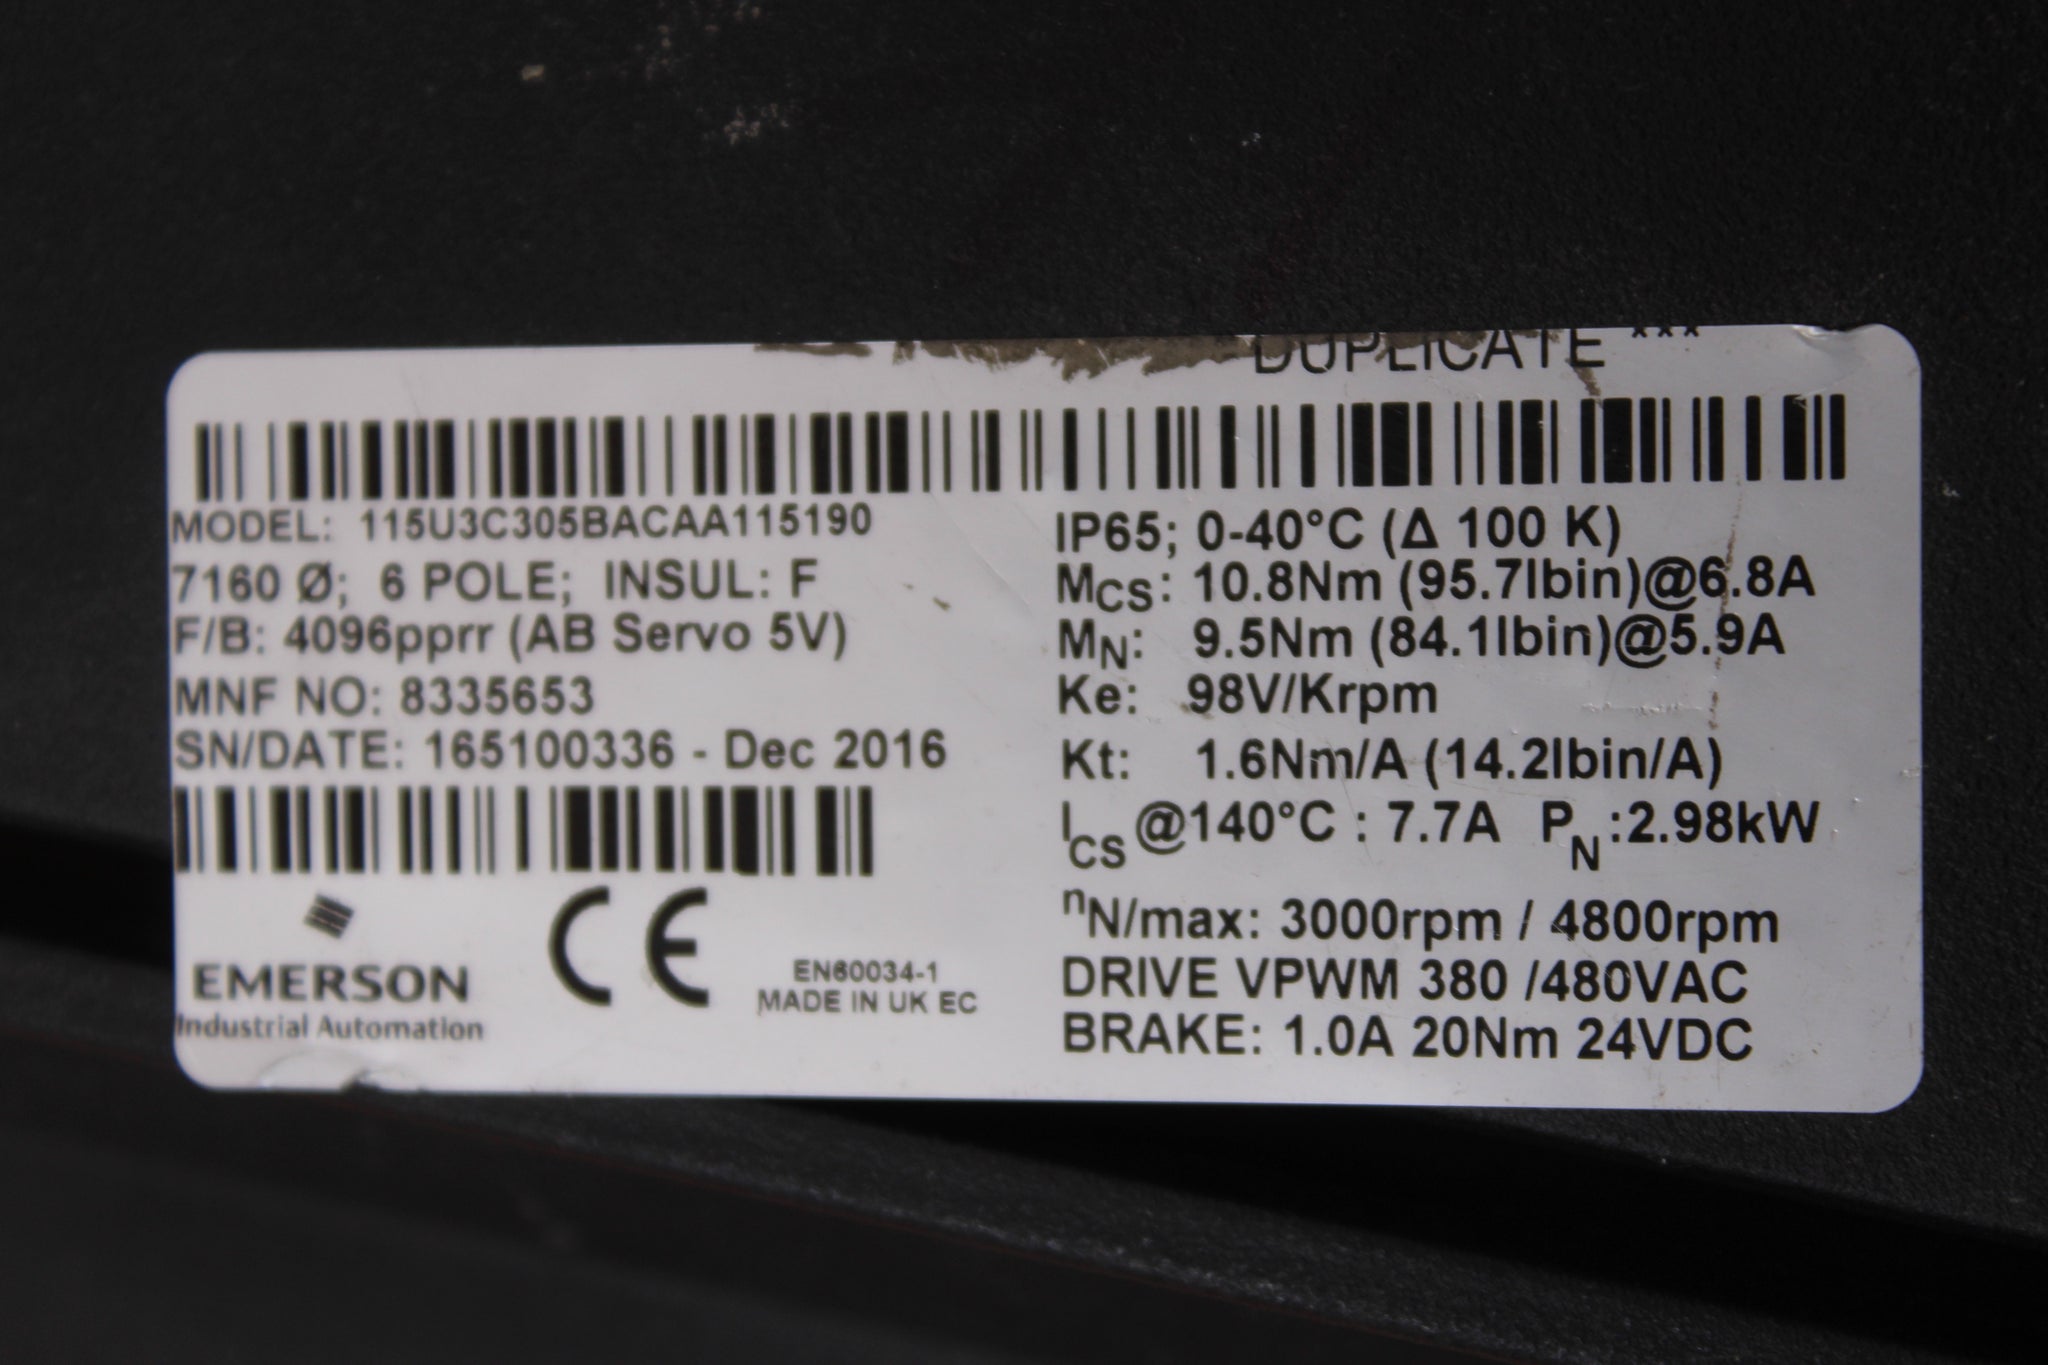 DUPLICATE ***
MODEL: 115U3C305BACAA115190
7160 Ø; 6 POLE; INSUL: F
F/B: 4096pprr (AB Servo 5V)
MNF NO: 8335653
SN/DATE: 165100336 - Dec 2016
EMERSON
Industrial Automation
CE
EN60034-1
MADE IN UK EC
IP65; 0-40°C (Δ 100 K)
MCS: 10.8Nm (95.7lbin)@6.8A
MN: 9.5Nm (84.1lbin)@5.9A
Ke: 98V/Krpm
Kt: 1.6Nm/A (14.2lbin/A)
ICS @140°C : 7.7A PN :2.98kW
nN/max: 3000rpm / 4800rpm
DRIVE VPWM 380 /480VAC
BRAKE: 1.0A 20Nm 24VDC